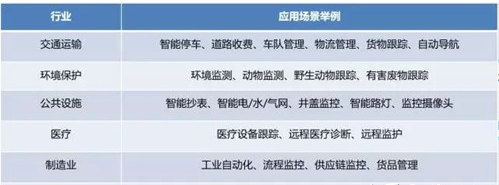 行业 应用场景举例
交通运输 智能停车、道路收费、车队管理、物流管理、货物跟踪、自动导航
环境保护 环境监测、动物监测、野生动物跟踪、有害废物跟踪
公共设施 智能抄表、智能电/水/气网、井盖监控、智能路灯、监控摄像头
医疗 医疗设备跟踪、远程医疗诊断、远程监护
制造业 工业自动化、流程监控、供应链监控、货品管理